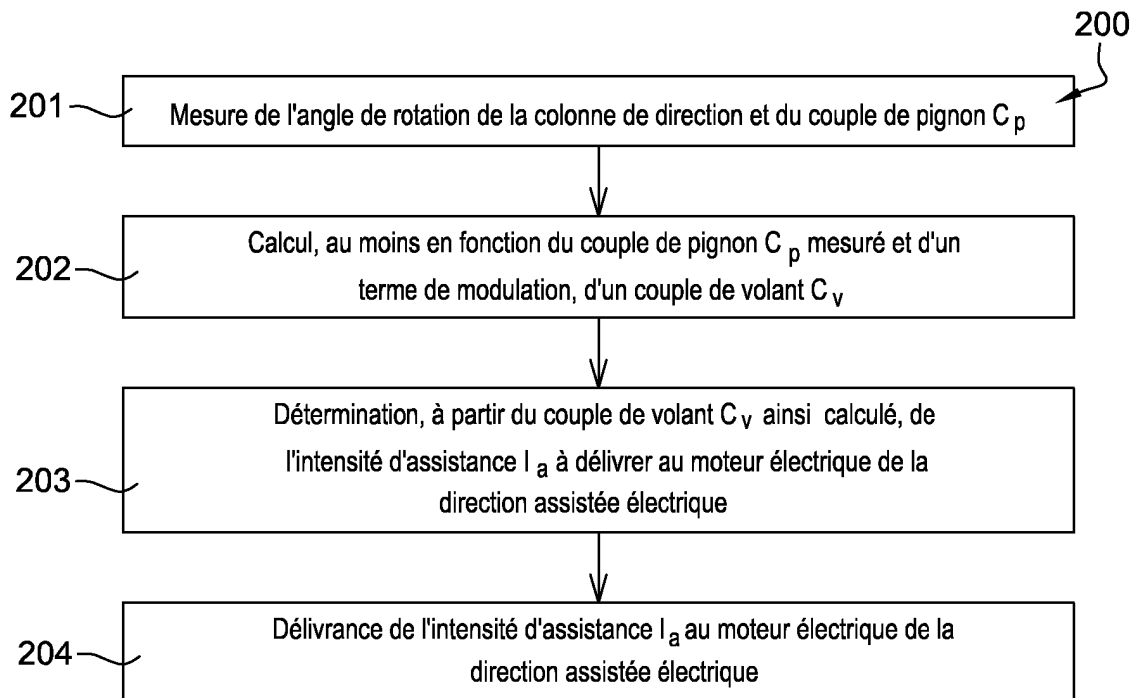 200
201
Mesure de l'angle de rotation de la colonne de direction et du couple de pignon C p
202
Calcul, au moins en fonction du couple de pignon C p mesuré et d'un
terme de modulation, d'un couple de volant C v
203
Détermination, à partir du couple de volant C v ainsi calculé, de
l'intensité d'assistance I a à délivrer au moteur électrique de la
direction assistée électrique
204
Délivrance de l'intensité d'assistance I a au moteur électrique de la
direction assistée électrique